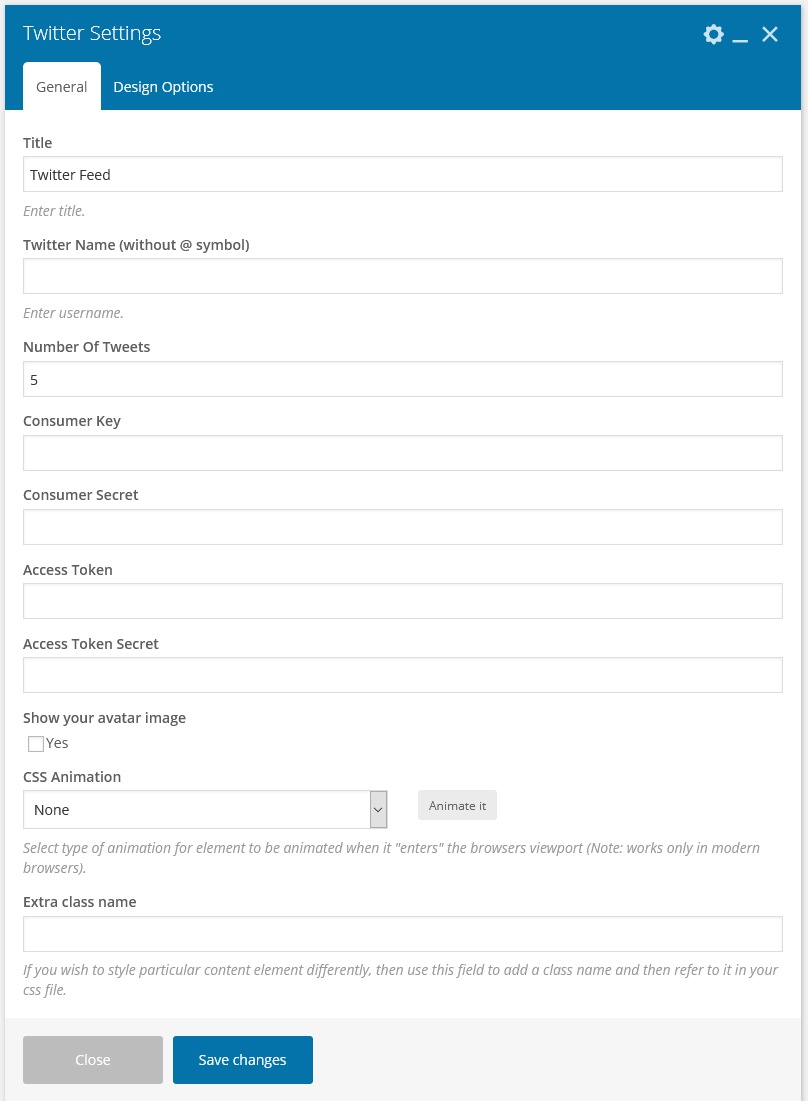 Twitter Settings
General
Design Options
Title
Twitter Feed
Enter title.
Twitter Name (without @ symbol)
Enter username.
Number Of Tweets
5
Consumer Key
Consumer Secret
Access Token
Access Token Secret
Show your avatar image
Yes
CSS Animation
None
Animate it
Select type of animation for element to be animated when it "enters" the browsers viewport (Note: works only in modern
browsers).
Extra class name
If you wish to style particular content element differently, then use this field to add a class name and then refer to it in your
css file.
Close
Save changes